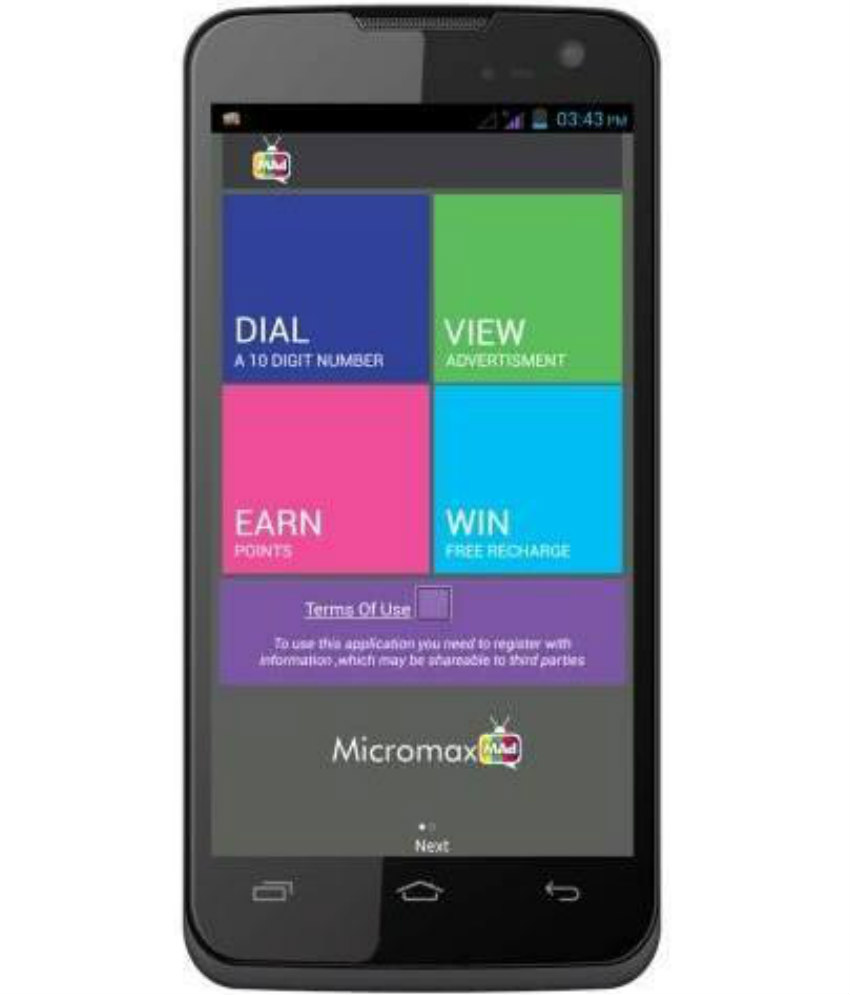 03:43 PM
MAd
DIAL
A 10 DIGIT NUMBER
VIEW
ADVERTISMENT
EARN
POINTS
WIN
FREE RECHARGE
Terms Of Use
To use this application you need to register with
information ,which may be shareable to third parties
Micromax MAd
Next